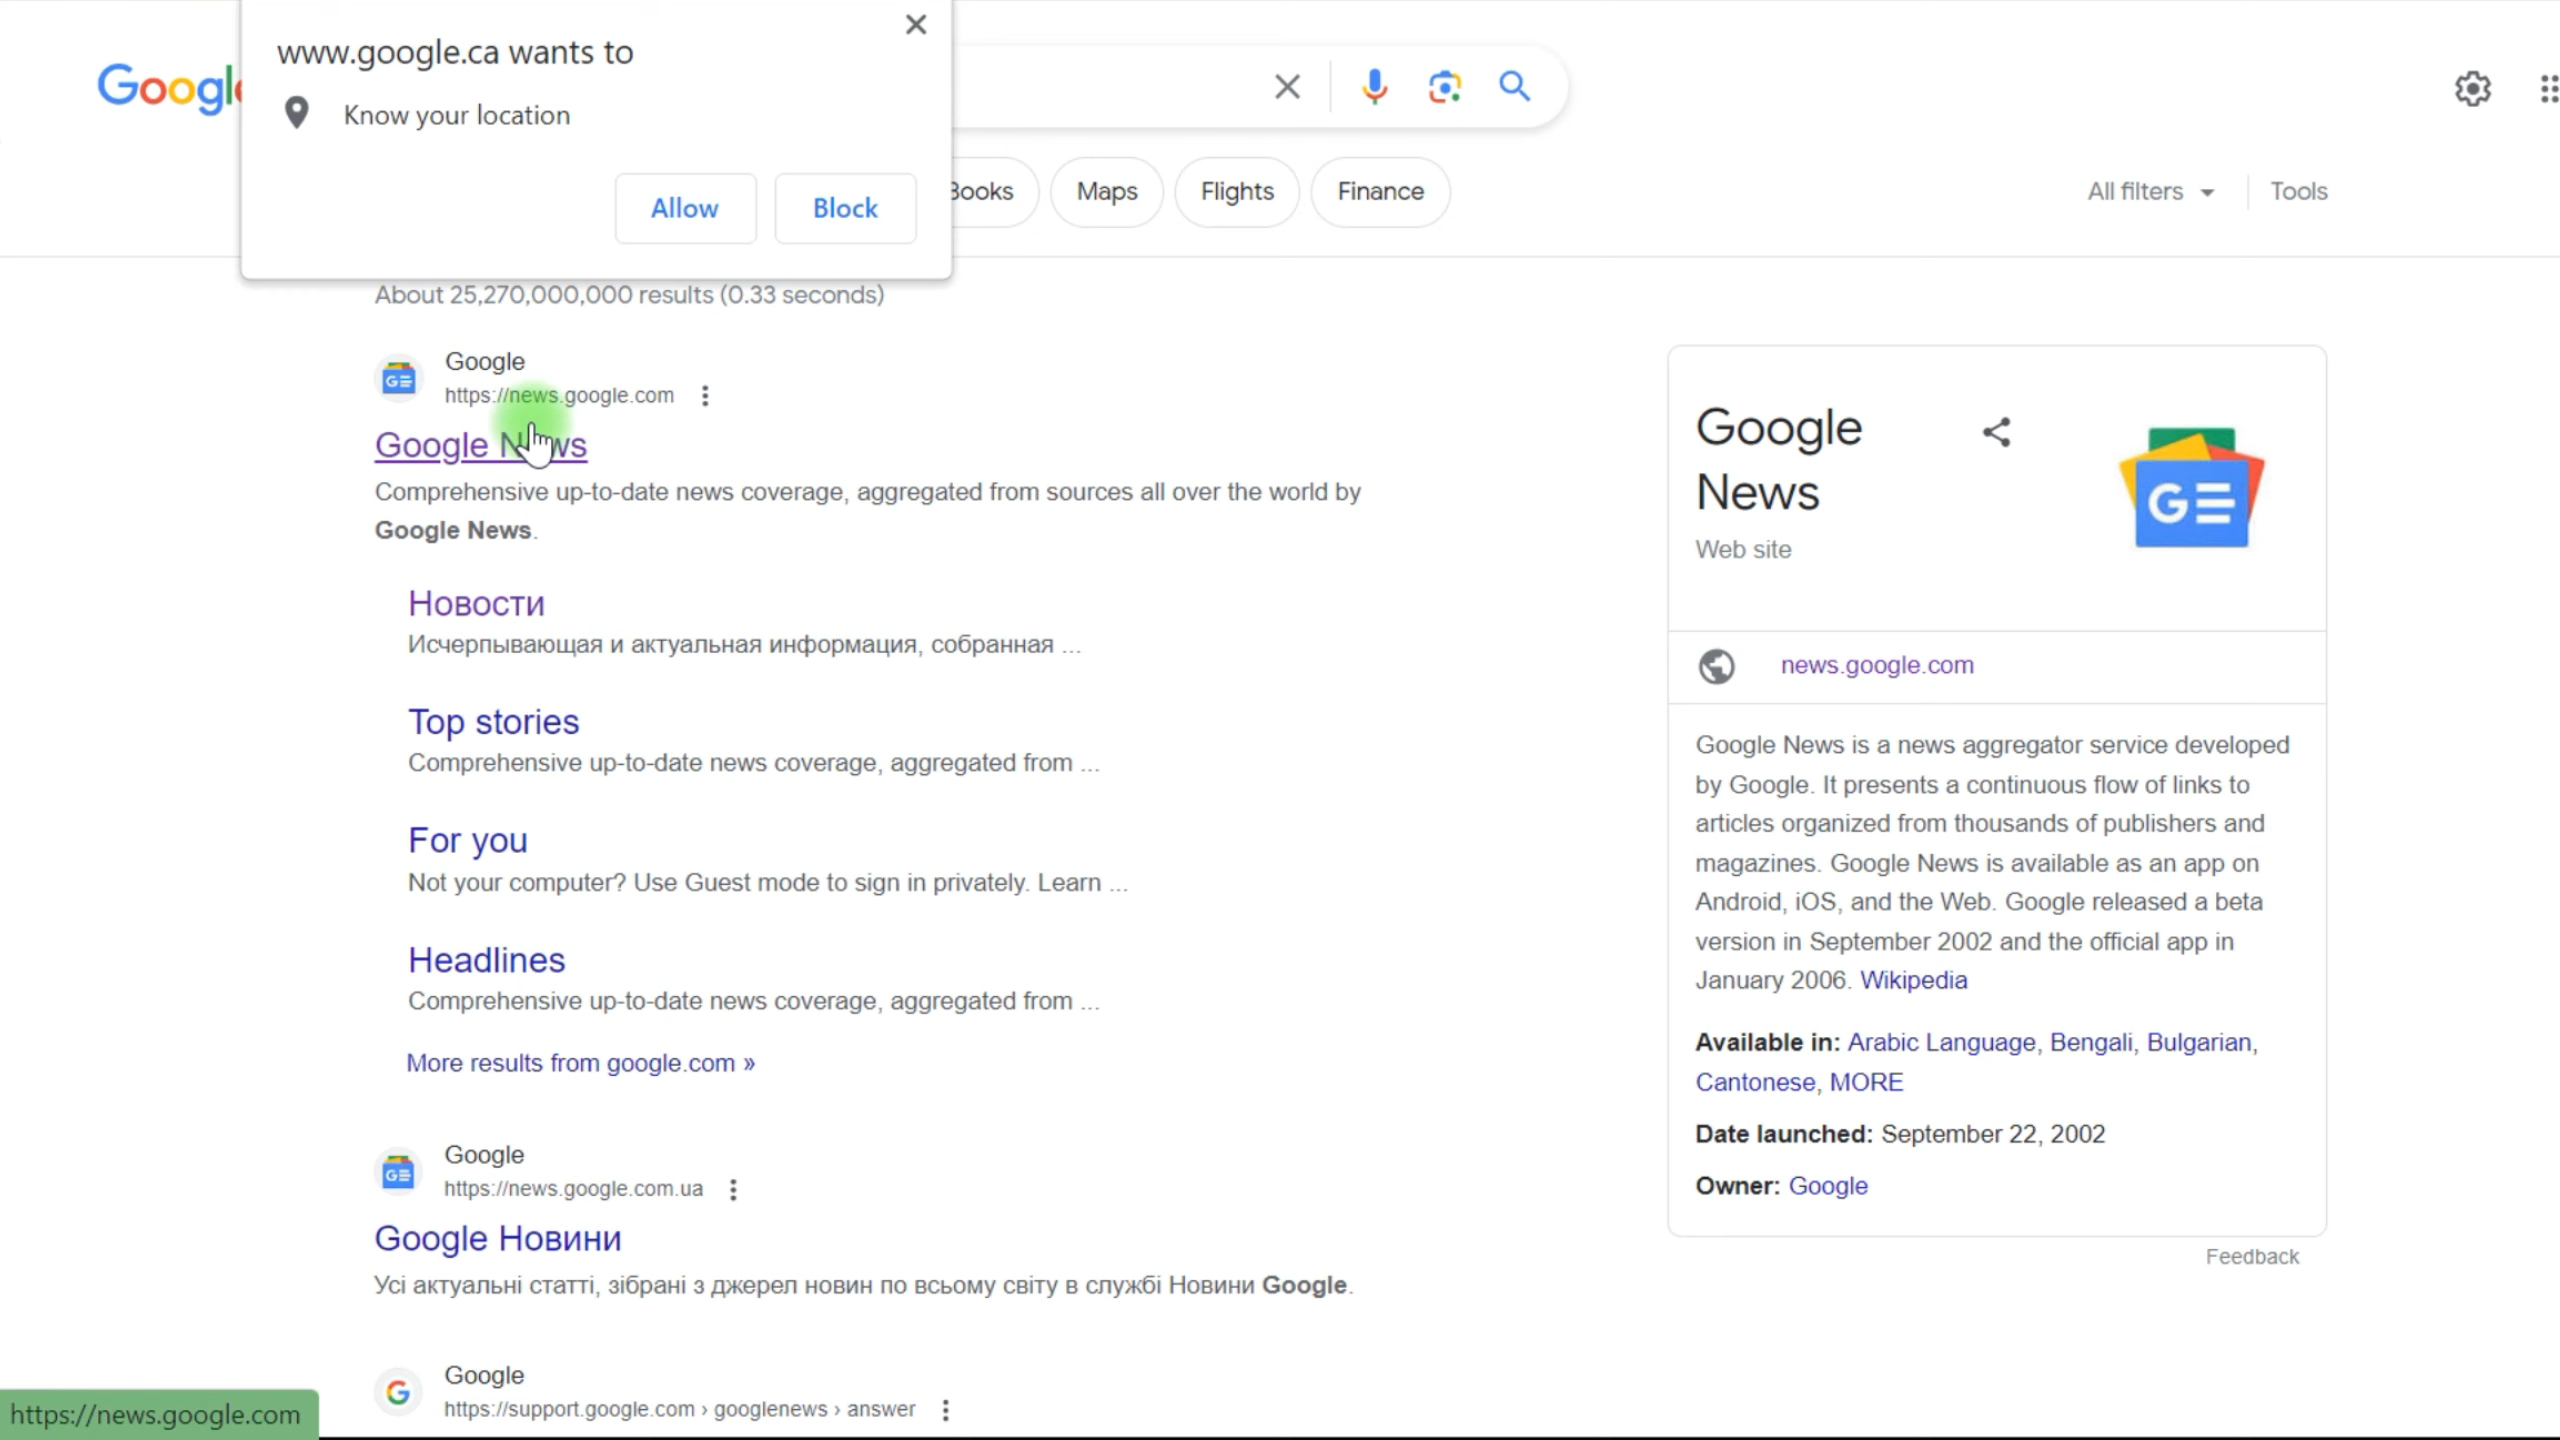 www.google.ca wants to
Know your location
Allow
Block
Maps
Flights
Finance
All filters
Tools
About 25,270,000,000 results (0.33 seconds)
Google
https://news.google.com
Google News
Comprehensive up-to-date news coverage, aggregated from sources all over the world by
Google News.
Новости
Исчерпывающая и актуальная информация, собранная ...
Top stories
Comprehensive up-to-date news coverage, aggregated from ...
For you
Not your computer? Use Guest mode to sign in privately. Learn ...
Headlines
Comprehensive up-to-date news coverage, aggregated from ...
More results from google.com »
Google
https://news.google.com.ua
Google Новини
Усі актуальні статті, зібрані з джерел новин по всьому світу в службі Новини Google.
Google
https://support.google.com › googlenews › answer
Google
News
Web site
news.google.com
Google News is a news aggregator service developed
by Google. It presents a continuous flow of links to
articles organized from thousands of publishers and
magazines. Google News is available as an app on
Android, iOS, and the Web. Google released a beta
version in September 2002 and the official app in
January 2006. Wikipedia
Available in: Arabic Language, Bengali, Bulgarian,
Cantonese, MORE
Date launched: September 22, 2002
Owner: Google
Feedback
https://news.google.com